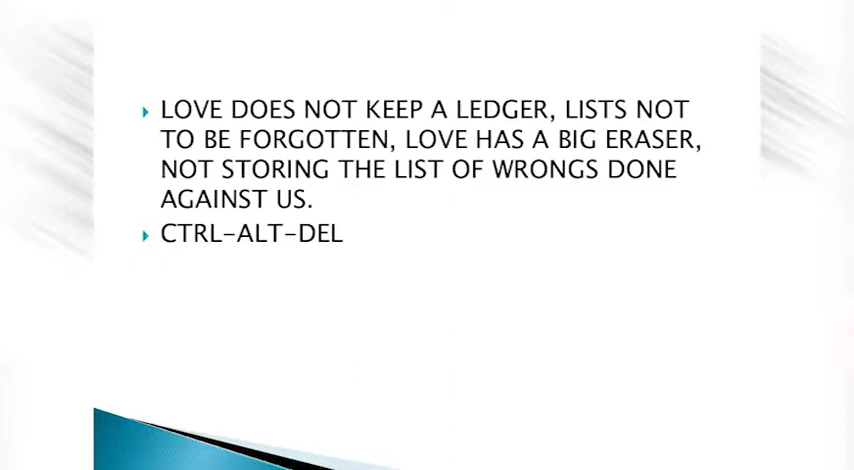 LOVE DOES NOT KEEP A LEDGER, LISTS NOT
TO BE FORGOTTEN, LOVE HAS A BIG ERASER,
NOT STORING THE LIST OF WRONGS DONE
AGAINST US.
CTRL-ALT-DEL